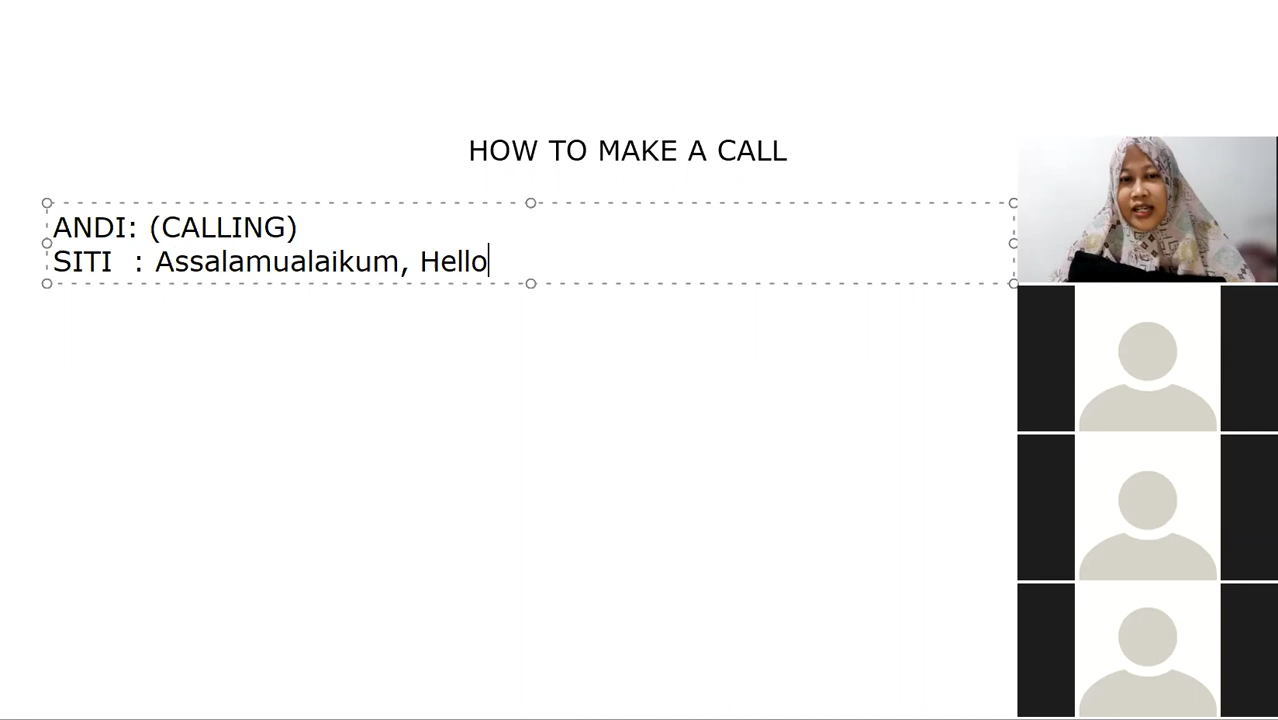 HOW TO MAKE A CALL
ANDI: (CALLING)
SITI : Assalamualaikum, Hello